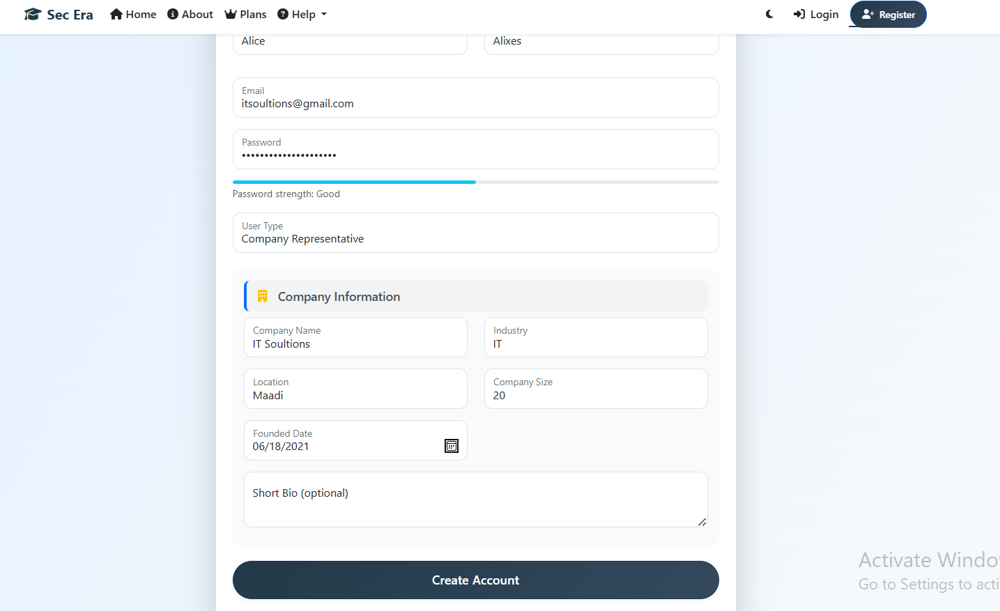 Sec Era Home About Plans Help Login Register
Alice Alixes
Email
itsoultions@gmail.com
Password
•••••••••••••••••••••
Password strength: Good
User Type
Company Representative
Company Information
Company Name
IT Soultions
Industry
IT
Location
Maadi
Company Size
20
Founded Date
06/18/2021
Short Bio (optional)
Create Account
Activate Windo
Go to Settings to acti